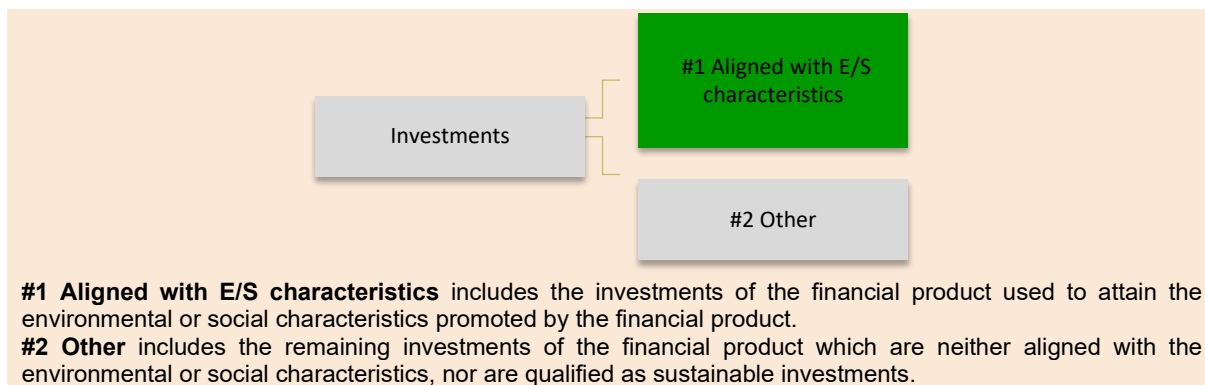 #1 Aligned with E/S
characteristics
Investments
#2 Other
#1 Aligned with E/S characteristics includes the investments of the financial product used to attain the
environmental or social characteristics promoted by the financial product.
#2 Other includes the remaining investments of the financial product which are neither aligned with the
environmental or social characteristics, nor are qualified as sustainable investments.